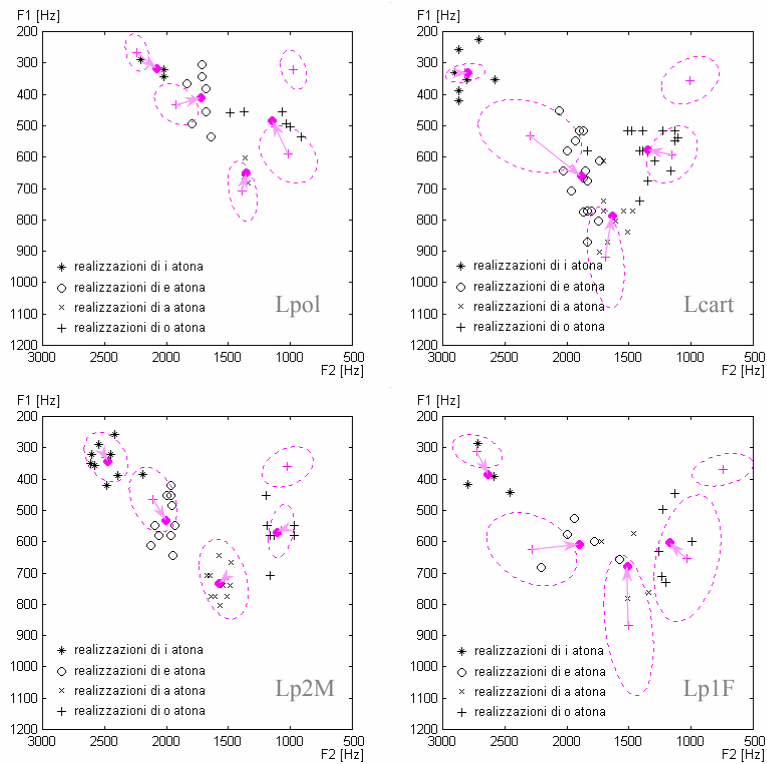 F1 [Hz]
200
300
400
500
600
700
800
900
1000
1100
1200
3000
2500
2000
1500
1000
500
F2 [Hz]
realizzazioni di i atona
realizzazioni di e atona
realizzazioni di a atona
realizzazioni di o atona
Lpol
F1 [Hz]
200
300
400
500
600
700
800
900
1000
1100
1200
3000
2500
2000
1500
1000
500
F2 [Hz]
realizzazioni di i atona
realizzazioni di e atona
realizzazioni di a atona
realizzazioni di o atona
Lcart
F1 [Hz]
200
300
400
500
600
700
800
900
1000
1100
1200
3000
2500
2000
1500
1000
500
F2 [Hz]
realizzazioni di i atona
realizzazioni di e atona
realizzazioni di a atona
realizzazioni di o atona
Lp2M
F1 [Hz]
200
300
400
500
600
700
800
900
1000
1100
1200
3000
2500
2000
1500
1000
500
F2 [Hz]
realizzazioni di i atona
realizzazioni di e atona
realizzazioni di a atona
realizzazioni di o atona
Lp1F